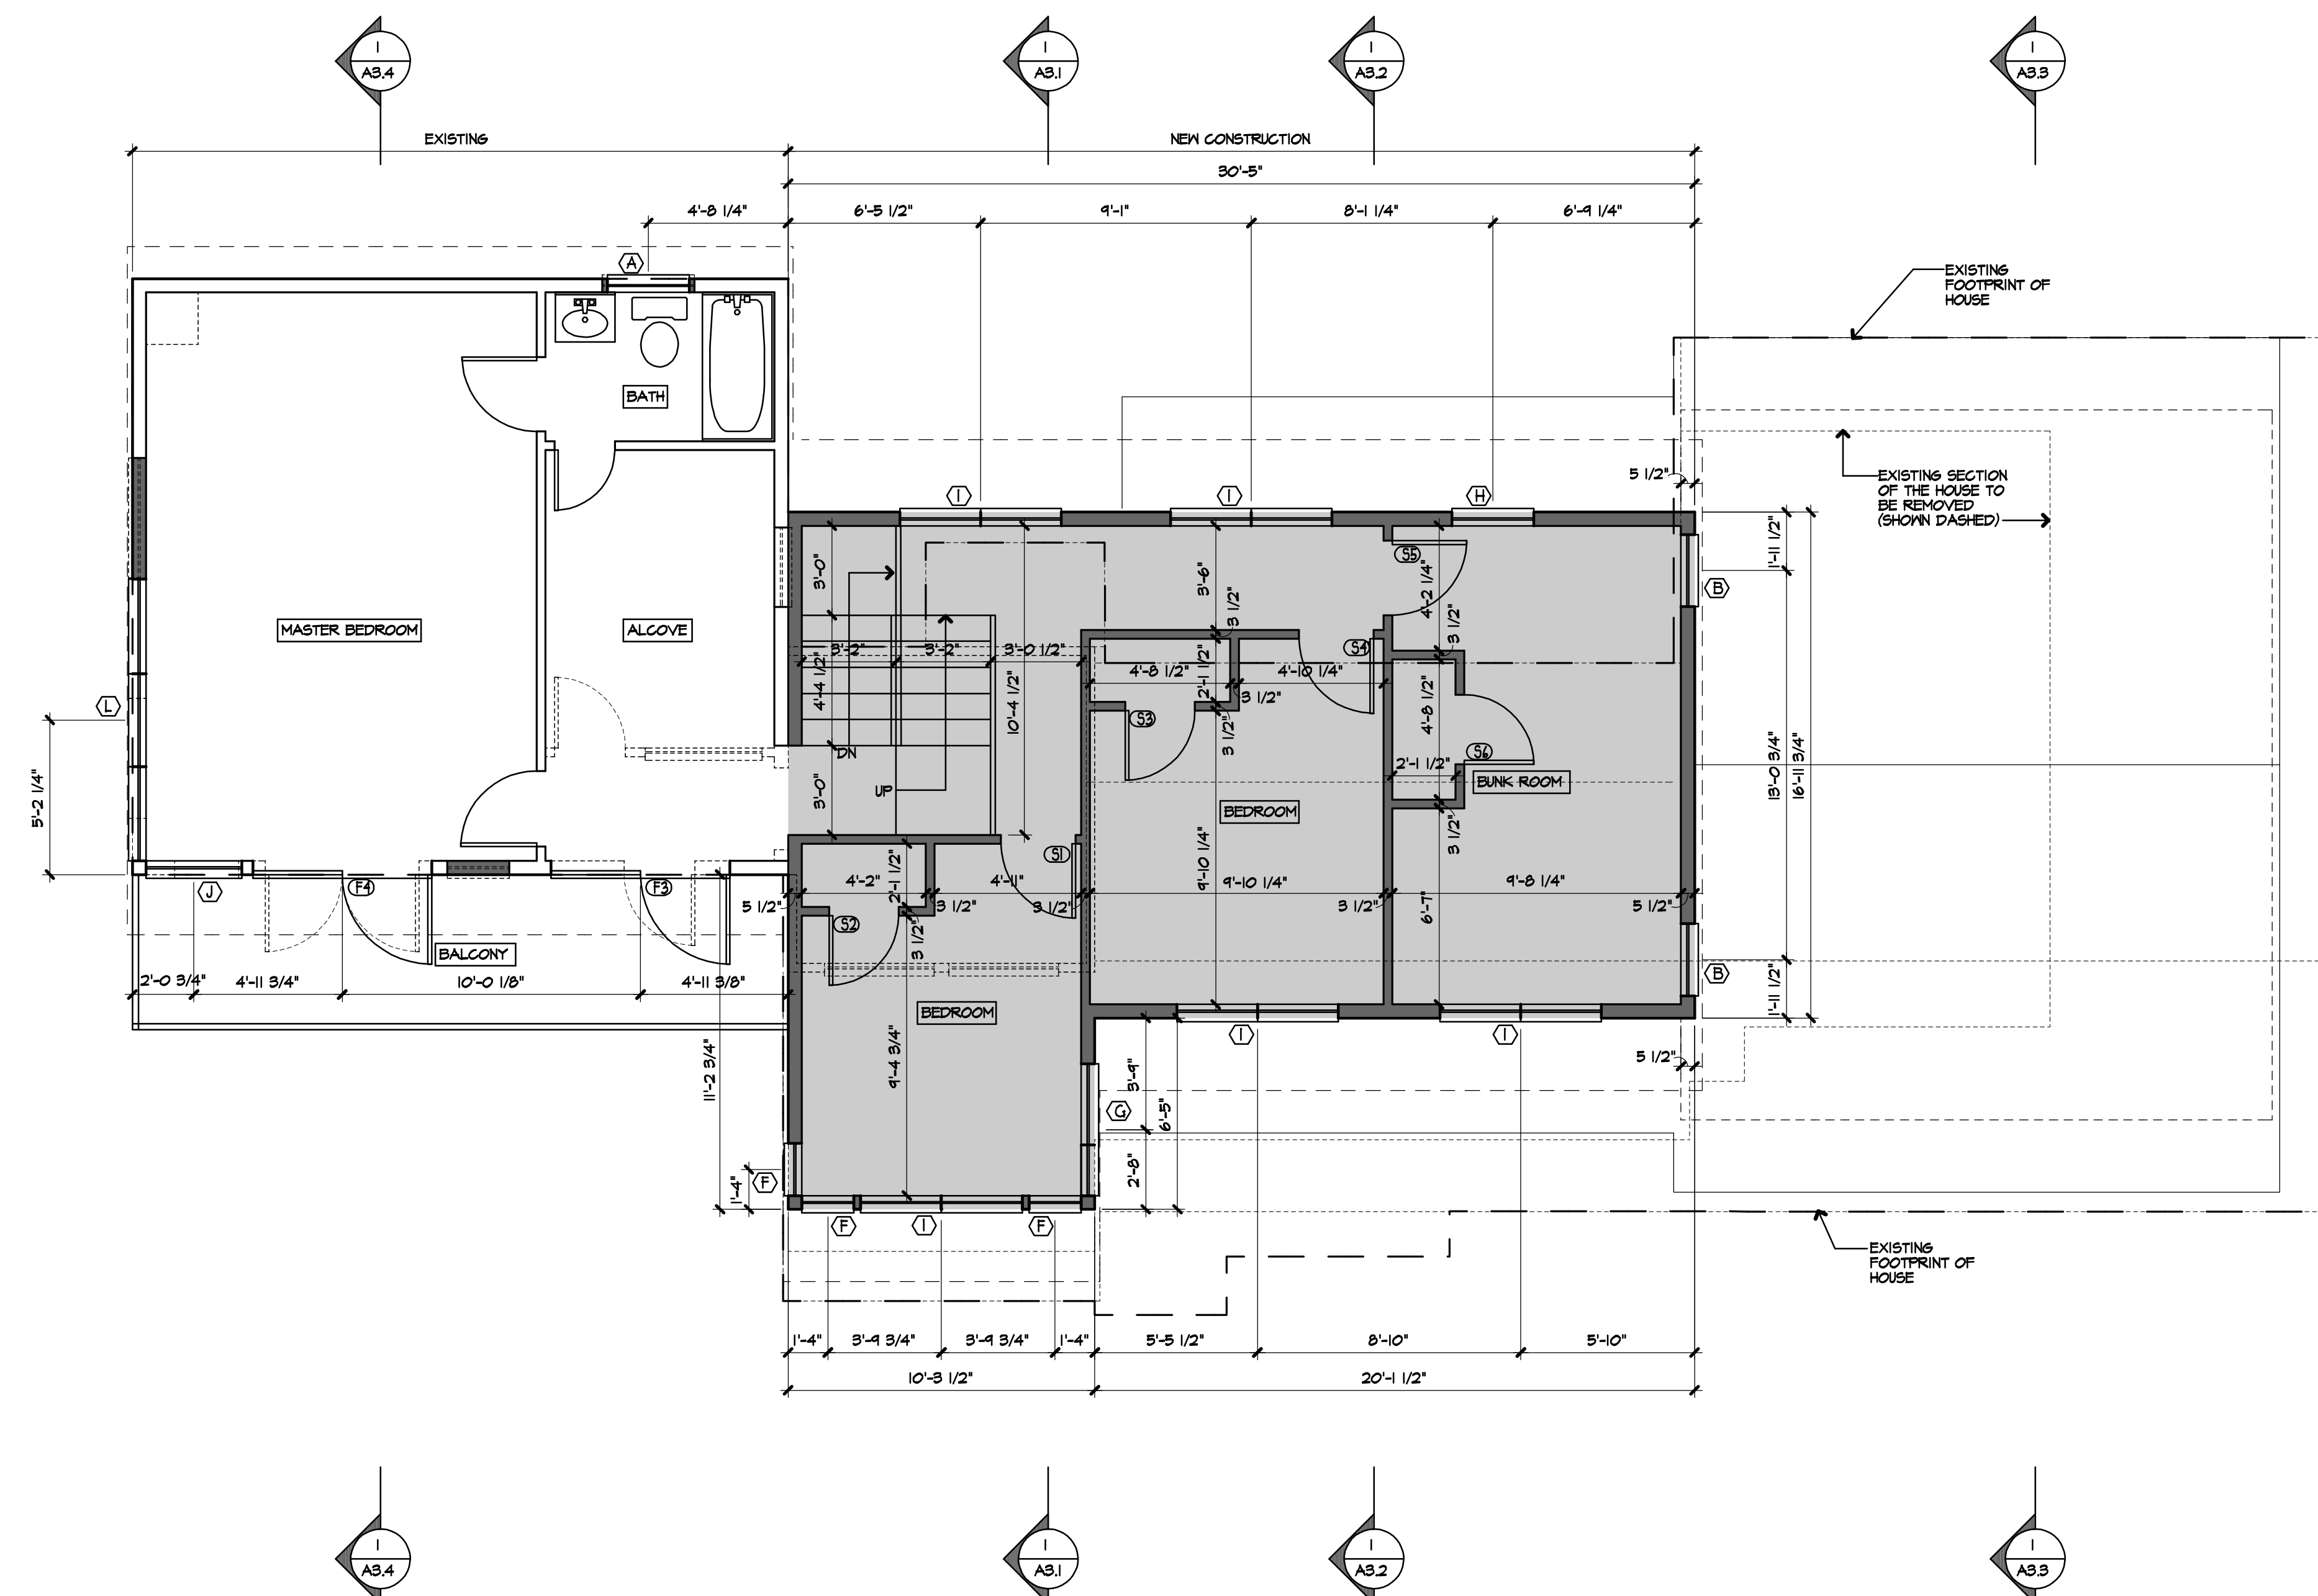 1
A3.4
1
A3.1
1
A3.2
1
A3.3
EXISTING
NEW CONSTRUCTION
30'-5"
4'-8 1/4"
6'-5 1/2"
9'-1"
8'-1 1/4"
6'-9 1/4"
A
EXISTING
FOOTPRINT OF
HOUSE
BATH
5 1/2"
EXISTING SECTION
OF THE HOUSE TO
BE REMOVED
(SHOWN DASHED)
I
I
H
1'-11 1/2"
S5
3'-0"
3'-6"
4'-2 1/4"
B
3 1/2"
3 1/2"
MASTER BEDROOM
ALCOVE
3'-2"
3'-2"
3'-0 1/2"
S4
4'-4 1/2"
10'-4 1/2"
4'-8 1/2"
2'-1 1/2"
4'-10 1/4"
3 1/2"
4'-8 1/2"
L
S3
3 1/2"
DN
S6
2'-1 1/2"
13'-0 3/4"
16'-11 3/4"
5'-2 1/4"
UP
3'-0"
BUNK ROOM
BEDROOM
3 1/2"
S1
J
F4
F3
4'-2"
2'-1 1/2"
4'-11"
9'-10 1/4"
9'-10 1/4"
9'-8 1/4"
5 1/2"
3 1/2"
3 1/2"
3 1/2"
6'-7"
5 1/2"
S2
3 1/2"
BALCONY
B
2'-0 3/4"
4'-11 3/4"
10'-0 1/8"
4'-11 3/8"
1'-11 1/2"
BEDROOM
I
I
11'-2 3/4"
9'-4 3/4"
3'-9"
5 1/2"
G
6'-5"
2'-8"
1'-4"
F
F
I
F
EXISTING
FOOTPRINT OF
HOUSE
1'-4"
3'-9 3/4"
3'-9 3/4"
1'-4"
5'-5 1/2"
8'-10"
5'-10"
10'-3 1/2"
20'-1 1/2"
1
A3.4
1
A3.1
1
A3.2
1
A3.3